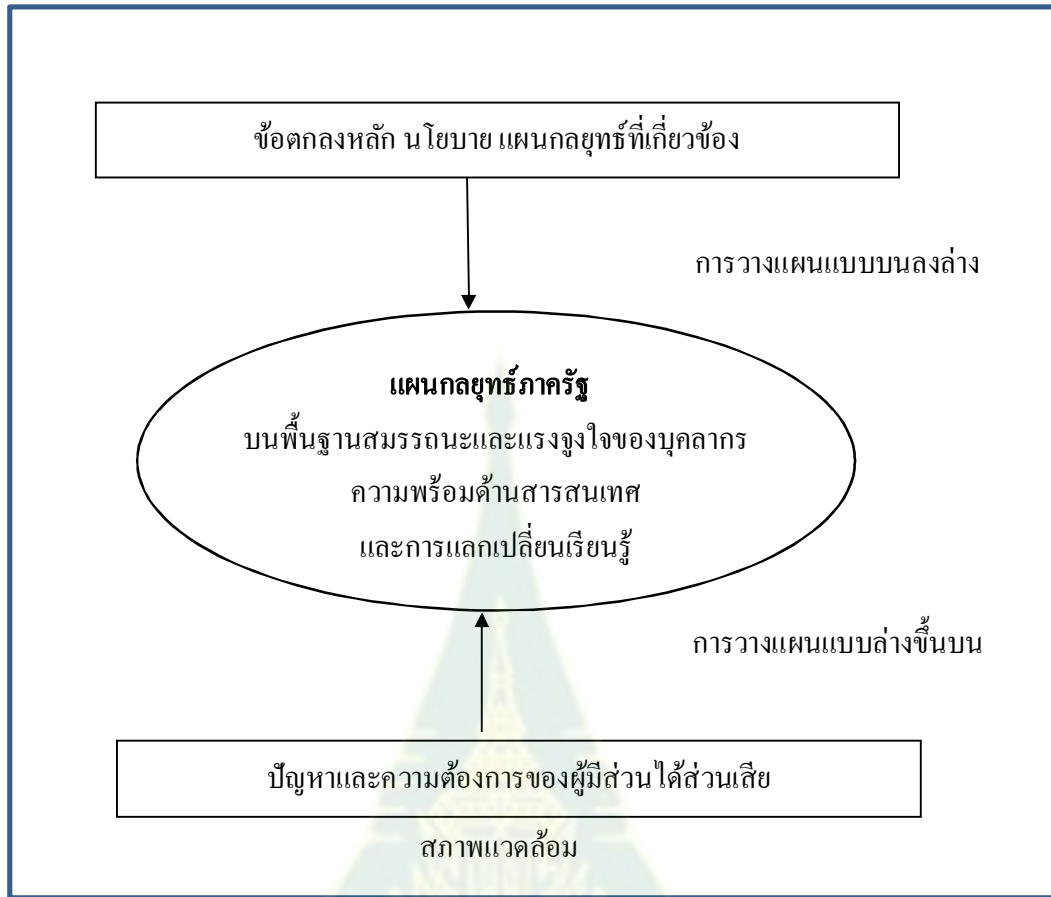 ข้อตกลงหลัก นโยบาย แผนกลยุทธ์ที่เกี่ยวข้อง
การวางแผนแบบบนลงล่าง
แผนกลยุทธ์ภาครัฐ
บนพื้นฐานสมรรถนะและแรงจูงใจของบุคลากร
ความพร้อมด้านสารสนเทศ
และการแลกเปลี่ยนเรียนรู้
การวางแผนแบบล่างขึ้นบน
ปัญหาและความต้องการของผู้มีส่วนได้ส่วนเสีย
สภาพแวดล้อม